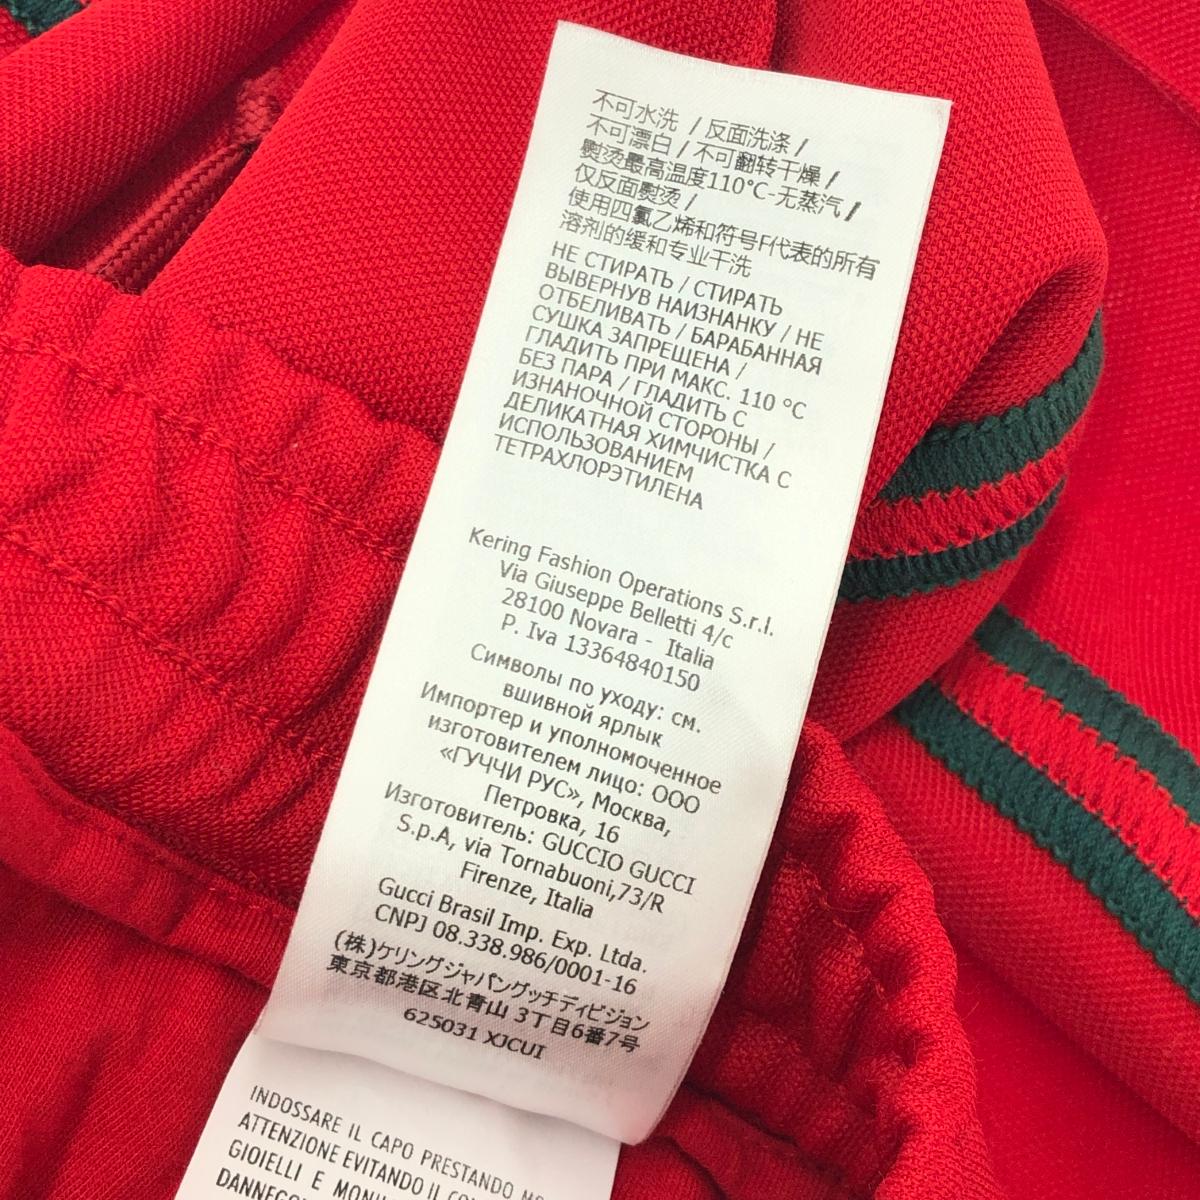 不可水洗 / 反面洗涤 /
不可漂白 / 不可翻转干燥 /
熨烫最高温度110°C-无蒸汽 /
仅反面熨烫 /
使用四氯乙烯和符号F代表的所有
溶剂的缓和专业干洗
НЕ СТИРАТЬ / СТИРАТЬ
ВЫВЕРНУВ НАИЗНАНКУ / НЕ
ОТБЕЛИВАТЬ / БАРАБАННАЯ
СУШКА ЗАПРЕЩЕНА /
ГЛАДИТЬ ПРИ МАКС. 110 °C
БЕЗ ПАРА / ГЛАДИТЬ С
ИЗНАНОЧНОЙ СТОРОНЫ /
ДЕЛИКАТНАЯ ХИМЧИСТКА С
ИСПОЛЬЗОВАНИЕМ
ТЕТРАХЛОРЭТИЛЕНА
Kering Fashion Operations S.r.l.
Via Giuseppe Belletti 4/c
28100 Novara - Italia
P. Iva 13364840150
Символы по уходу: см.
вшивной ярлык
Импортер и уполномоченное
изготовителем лицо: ООО
«ГУЧЧИ РУС», Москва,
Петровка, 16
Изготовитель: GUCCIO GUCCI
S.p.A, via Tornabuoni,73/R
Firenze, Italia
Gucci Brasil Imp. Exp. Ltda.
CNPJ 08.338.986/0001-16
(株)ケリングジャパングッチディビジョン
東京都港区北青山 3丁目6番7号
625031 XJCUI
INDOSSARE IL CAPO PRESTANDO
ATTENZIONE EVITANDO IL
GIOIELLI E